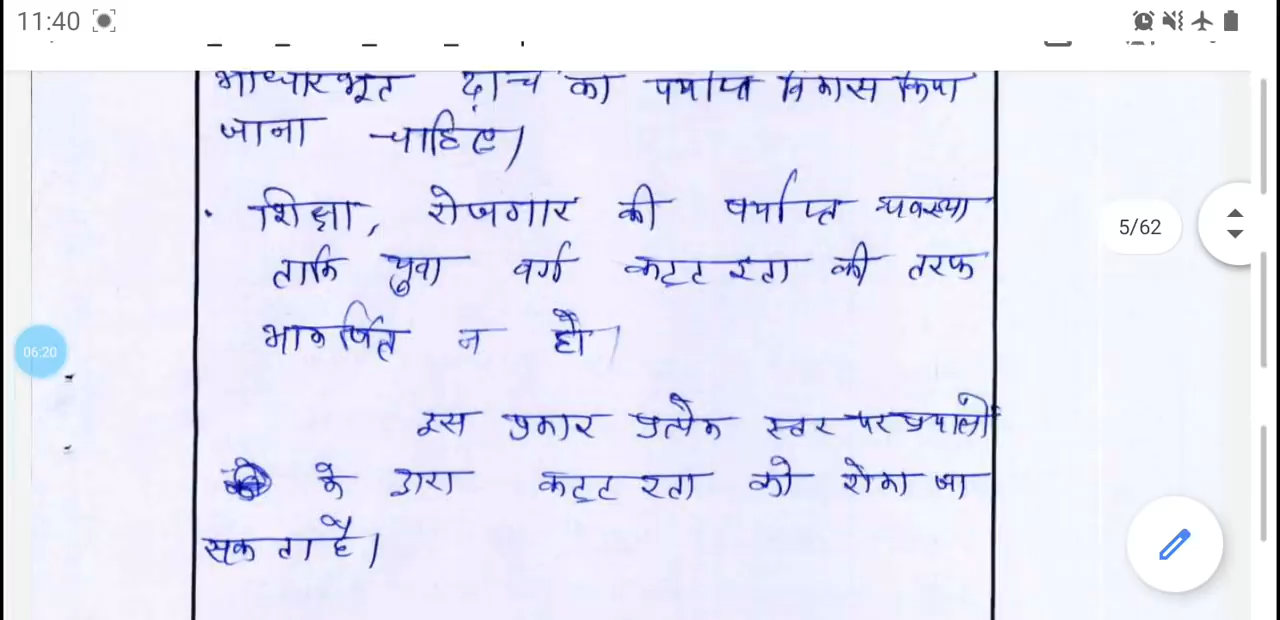 11:40
आधारभूत ढांचे का पर्याप्त विकास किया
जाना चाहिए।
5/62
· शिक्षा, रोजगार की पर्याप्त व्यवस्था
ताकि युवा वर्ग कट्टरता की तरफ
आकर्षित न हो।
06:20
इस प्रकार प्रत्येक स्तर पर प्रयासों
के द्वारा कट्टरता को रोका जा
सकता है।